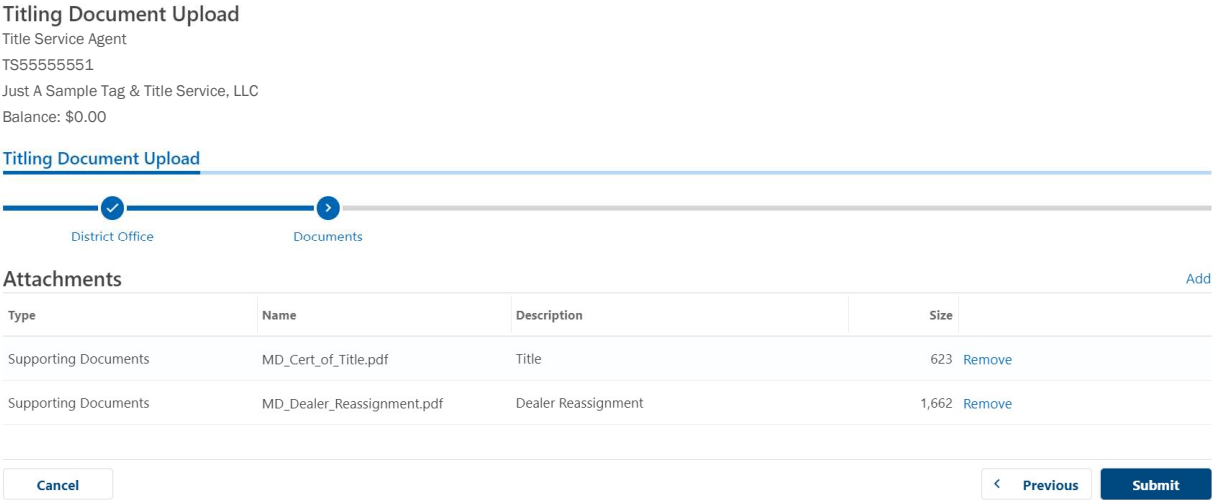 Titling Document Upload
Title Service Agent
TS55555551
Just A Sample Tag & Title Service, LLC
Balance: $0.00
Titling Document Upload
District Office Documents
Attachments Add
Type Name Description Size
Supporting Documents MD_Cert_of_Title.pdf Title 623 Remove
Supporting Documents MD_Dealer_Reassignment.pdf Dealer Reassignment 1,662 Remove
Cancel Previous Submit